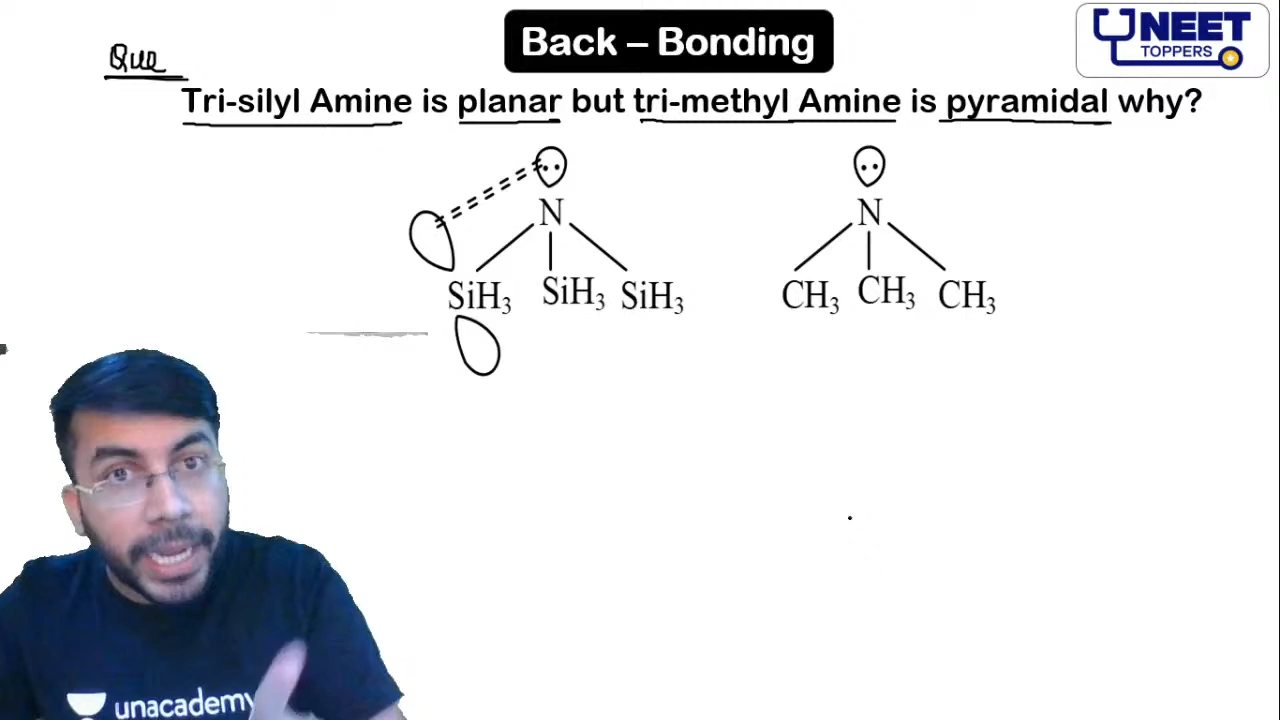 Back – Bonding
NEET
TOPPERS
Que
Tri-silyl Amine is planar but tri-methyl Amine is pyramidal why?
N
SiH₃ SiH₃ SiH₃
N
CH₃ CH₃ CH₃
unacademy